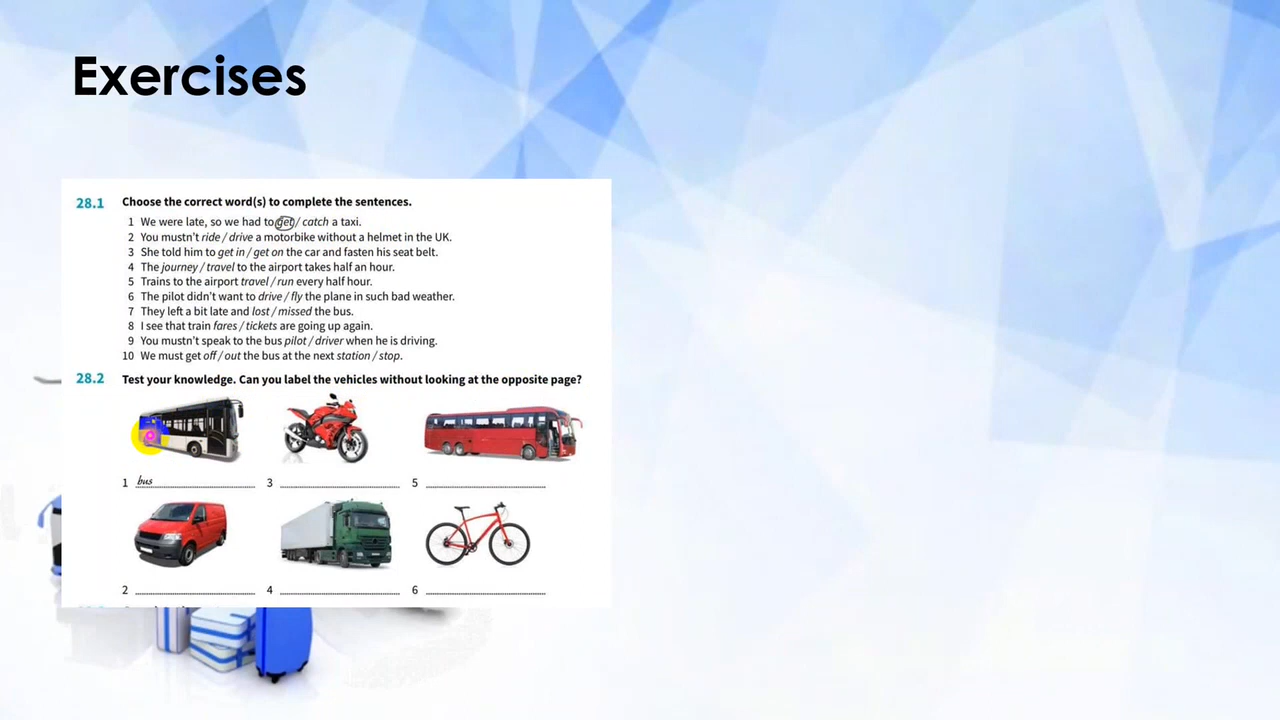 Exercises
28.1 Choose the correct word(s) to complete the sentences.
1 We were late, so we had to get / catch a taxi.
2 You mustn't ride / drive a motorbike without a helmet in the UK.
3 She told him to get in / get on the car and fasten his seat belt.
4 The journey / travel to the airport takes half an hour.
5 Trains to the airport travel / run every half hour.
6 The pilot didn't want to drive / fly the plane in such bad weather.
7 They left a bit late and lost / missed the bus.
8 I see that train fares / tickets are going up again.
9 You mustn't speak to the bus pilot / driver when he is driving.
10 We must get off / out the bus at the next station / stop.
28.2 Test your knowledge. Can you label the vehicles without looking at the opposite page?
1 bus 3 5
2 4 6